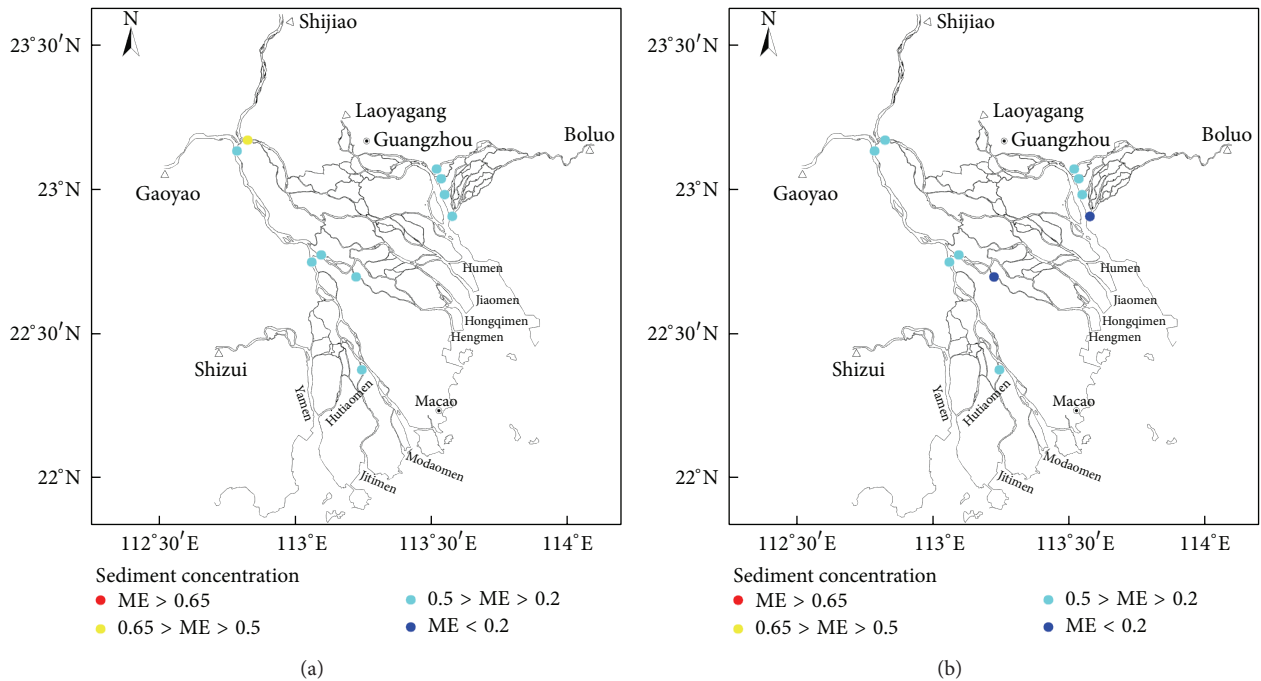 N
23°30′N
Shijiao
Laoyagang
Guangzhou
Boluo
23°N
Gaoyao
Humen
Jiaomen
Hongqimen
22°30′N
Hengmen
Shizui
Yamen
Hutiaomen
Macao
Modaomen
22°N
Jitimen
112°30′E
113°E
113°30′E
114°E
Sediment concentration
ME > 0.65
0.5 > ME > 0.2
0.65 > ME > 0.5
ME < 0.2
(a)
N
23°30′N
Shijiao
Laoyagang
Guangzhou
Boluo
23°N
Gaoyao
Humen
Jiaomen
Hongqimen
22°30′N
Hengmen
Shizui
Yamen
Hutiaomen
Macao
Modaomen
22°N
Jitimen
112°30′E
113°E
113°30′E
114°E
Sediment concentration
ME > 0.65
0.5 > ME > 0.2
0.65 > ME > 0.5
ME < 0.2
(b)